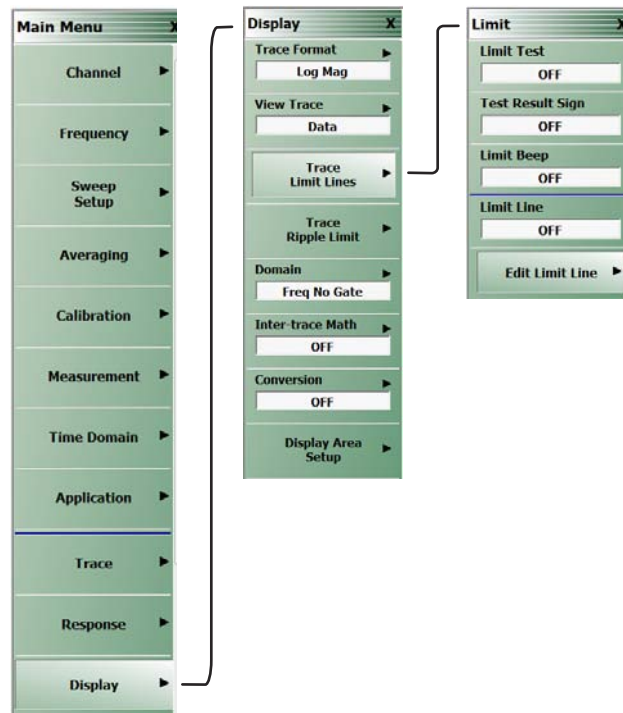 Main Menu X
Channel
Frequency
Sweep
Setup
Averaging
Calibration
Measurement
Time Domain
Application
Trace
Response
Display
Display X
Trace Format
Log Mag
View Trace
Data
Trace
Limit Lines
Trace
Ripple Limit
Domain
Freq No Gate
Inter-trace Math
OFF
Conversion
OFF
Display Area
Setup
Limit X
Limit Test
OFF
Test Result Sign
OFF
Limit Beep
OFF
Limit Line
OFF
Edit Limit Line